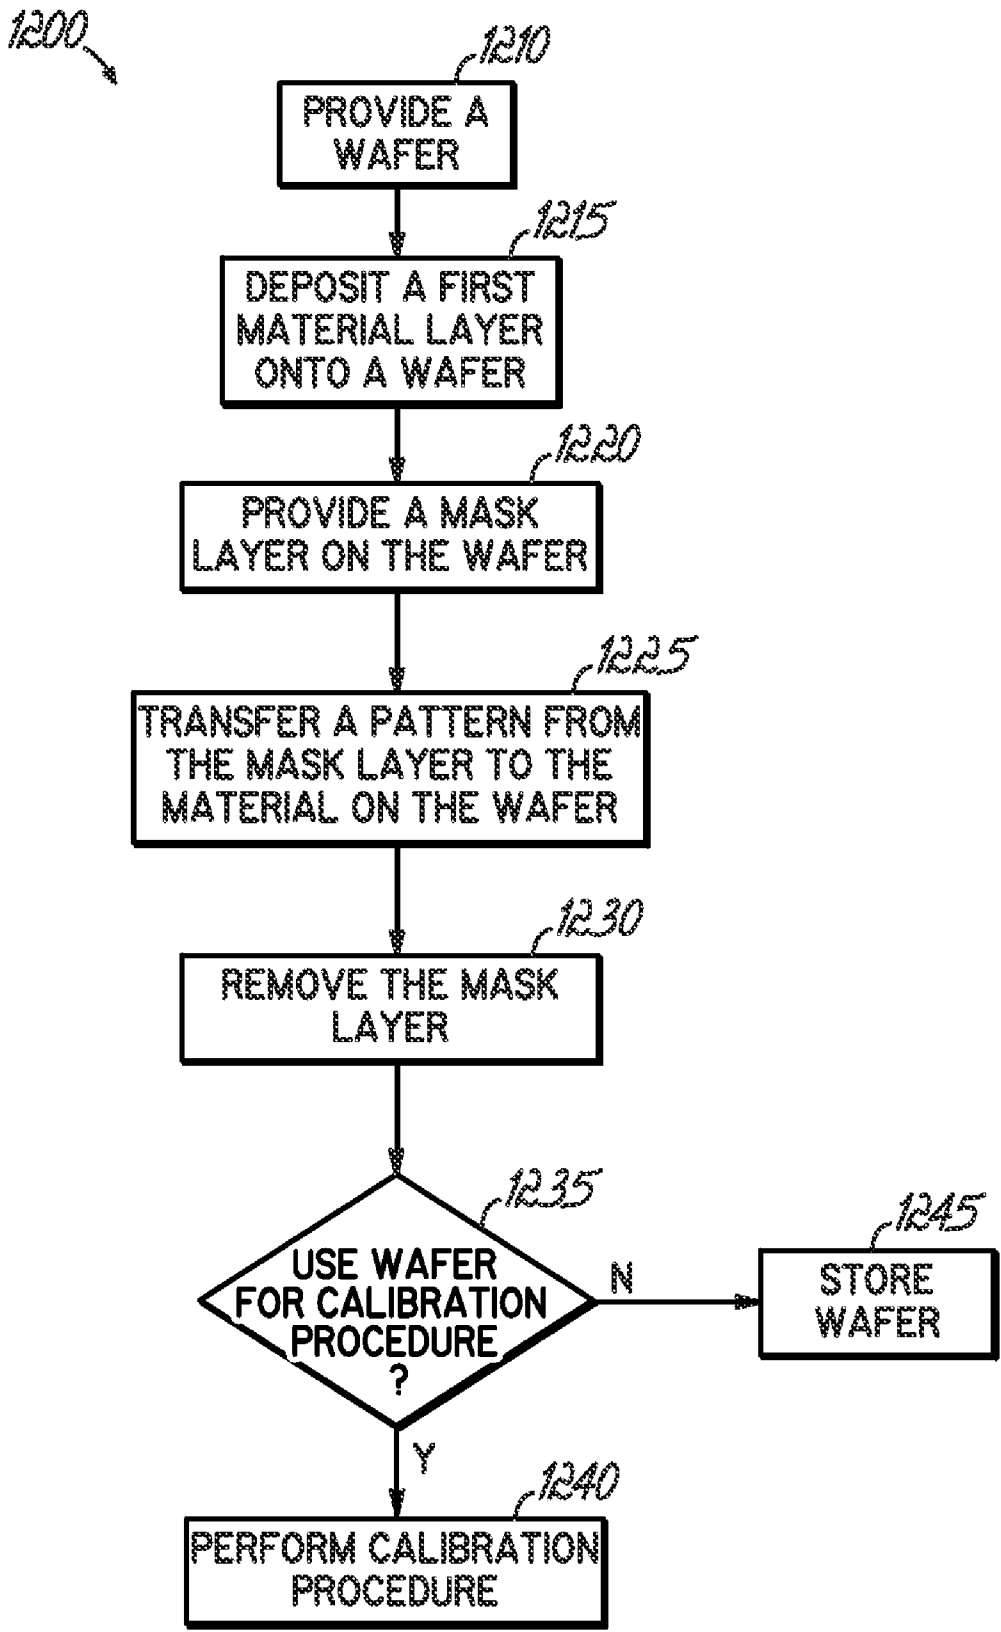 1200
1210
PROVIDE A
WAFER
1215
DEPOSIT A FIRST
MATERIAL LAYER
ONTO A WAFER
1220
PROVIDE A MASK
LAYER ON THE WAFER
1225
TRANSFER A PATTERN FROM
THE MASK LAYER TO THE
MATERIAL ON THE WAFER
1230
REMOVE THE MASK
LAYER
1235
USE WAFER
FOR CALIBRATION
PROCEDURE
?
N
1245
STORE
WAFER
Y
1240
PERFORM CALIBRATION
PROCEDURE